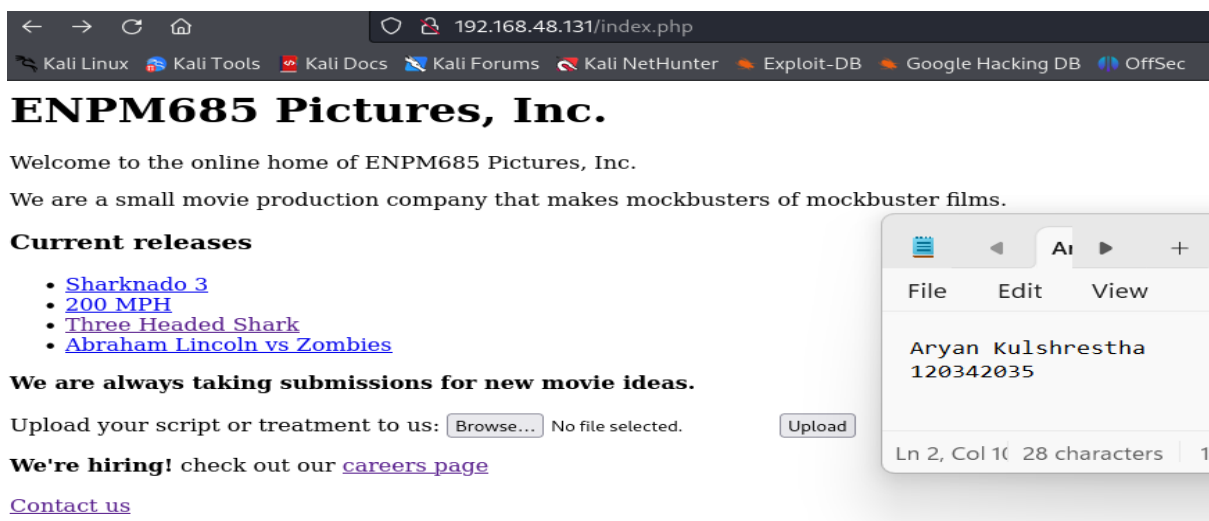 192.168.48.131/index.php
Kali Linux Kali Tools Kali Docs Kali Forums Kali NetHunter Exploit-DB Google Hacking DB OffSec
ENPM685 Pictures, Inc.
Welcome to the online home of ENPM685 Pictures, Inc.
We are a small movie production company that makes mockbusters of mockbuster films.
Current releases
Sharknado 3
200 MPH
Three Headed Shark
Abraham Lincoln vs Zombies
We are always taking submissions for new movie ideas.
Upload your script or treatment to us: Browse... No file selected. Upload
We're hiring! check out our careers page
Contact us
File Edit View
Aryan Kulshrestha
120342035
Ln 2, Col 28 characters